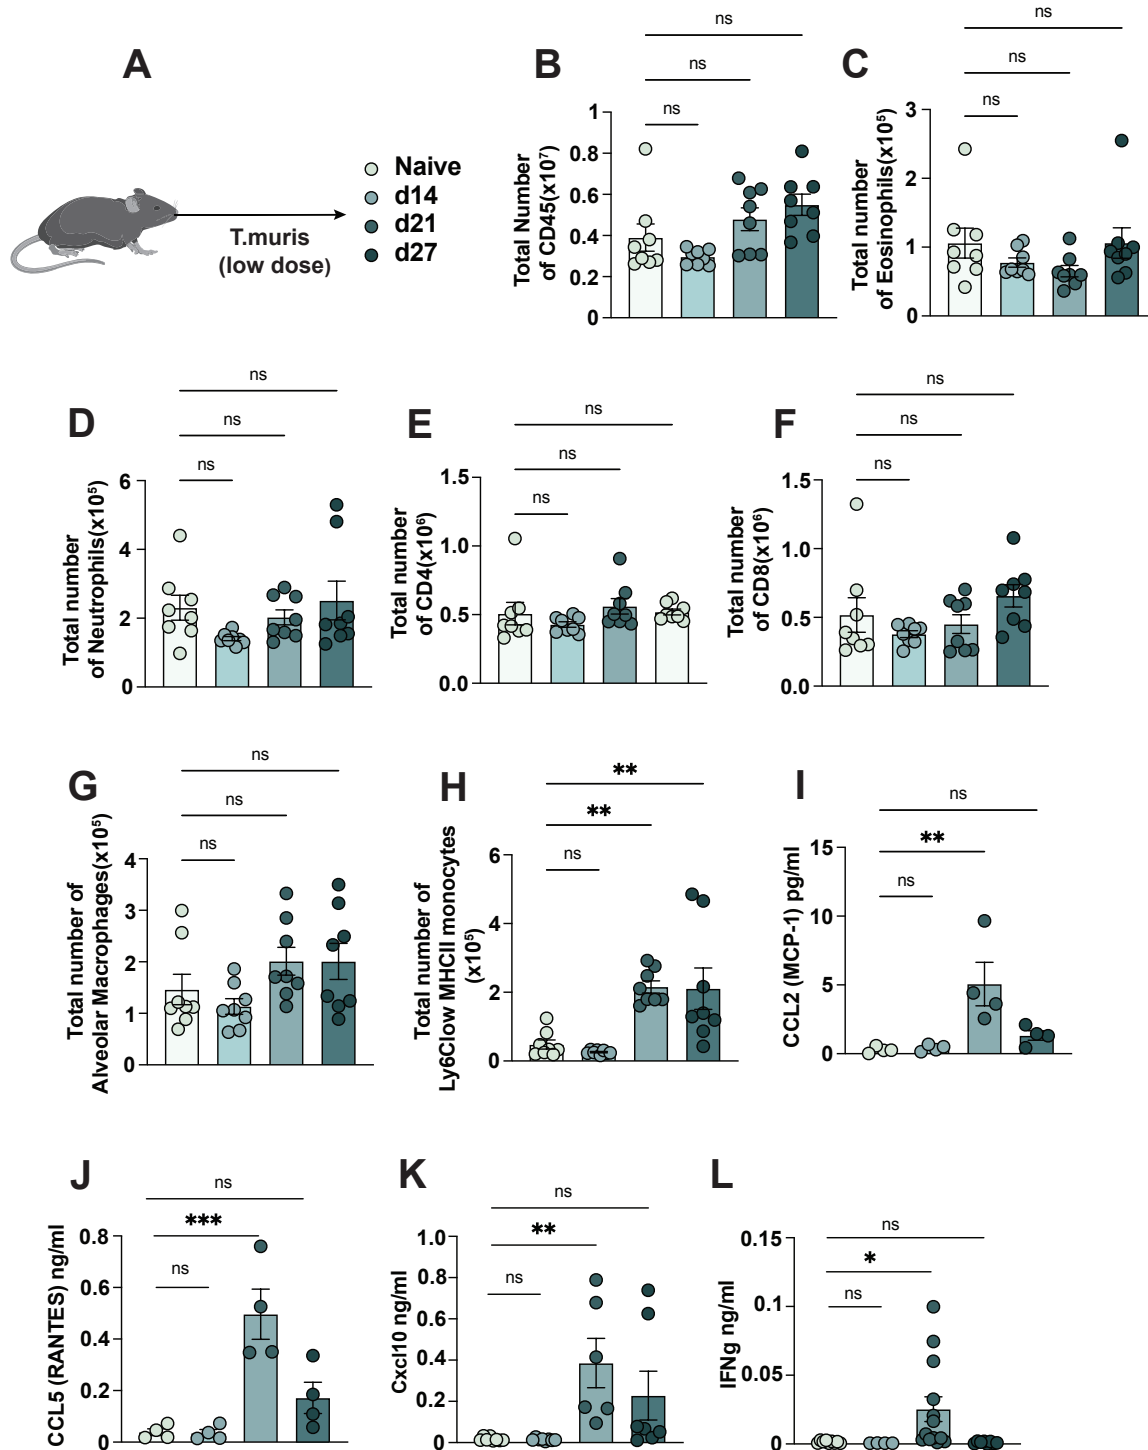 A
T.muris
(low dose)
Naive
d14
d21
d27
B
ns
ns
ns
Total Number
of CD45(x10⁷)
1
0.8
0.6
0.4
0.2
0
C
ns
ns
ns
Total number
of Eosinophils(x10⁵)
3
2
1
0
D
ns
ns
ns
Total number
of Neutrophils(x10⁵)
6
4
2
0
E
ns
ns
ns
Total number
of CD4(x10⁶)
1.5
1.0
0.5
0.0
F
ns
ns
ns
Total number
of CD8(x10⁶)
1.5
1.0
0.5
0.0
G
ns
ns
ns
Total number of
Alveolar Macrophages(x10⁵)
4
3
2
1
0
H
**
**
ns
Total number of
Ly6Clow MHCII monocytes
(x10⁵)
6
4
2
0
I
ns
**
ns
CCL2 (MCP-1) pg/ml
15
10
5
0
J
ns
***
ns
CCL5 (RANTES) ng/ml
0.8
0.6
0.4
0.2
0
K
ns
**
ns
Cxcl10 ng/ml
1.0
0.8
0.6
0.4
0.2
0
L
ns
*
ns
IFNg ng/ml
0.15
0.1
0.05
0